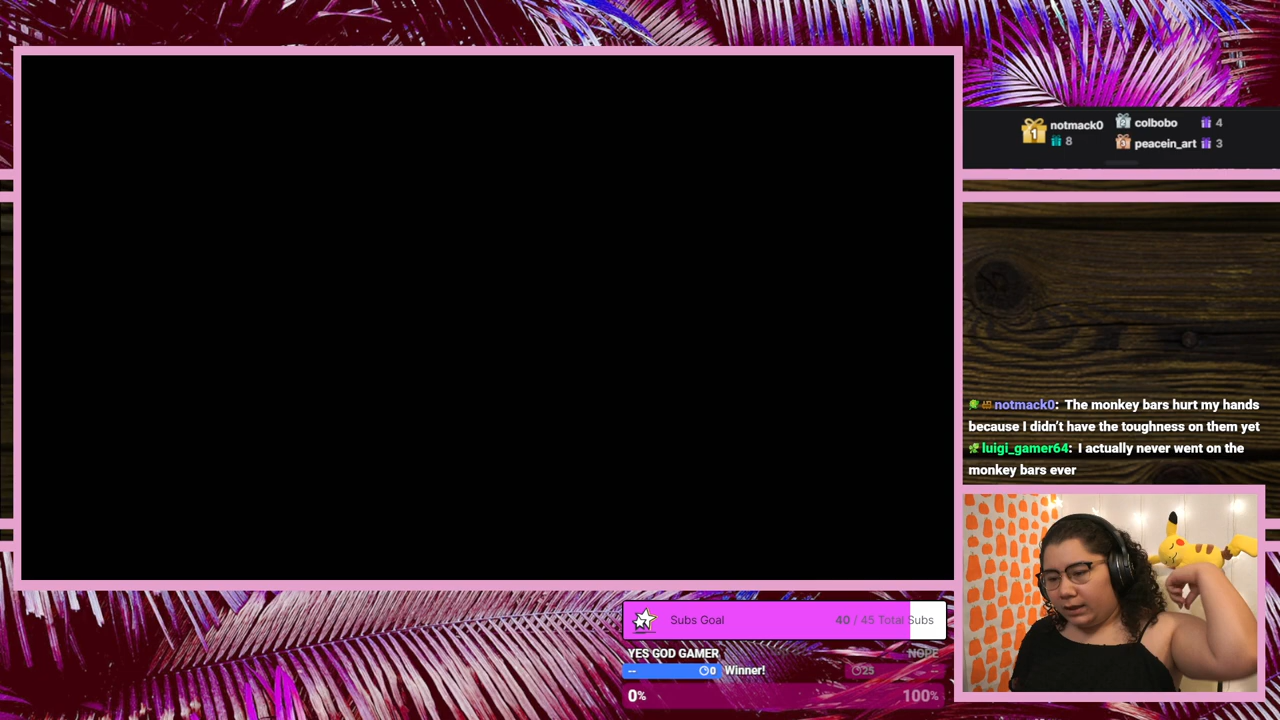 notmack0
8
colbobo 4
peacein_art 3
notmack0: The monkey bars hurt my hands
because I didn't have the toughness on them yet
luigi_gamer64: I actually never went on the
monkey bars ever
Subs Goal 40 / 45 Total Subs
YES GOD GAMER NOPE
-- 0 Winner! 25 --
0% 100%